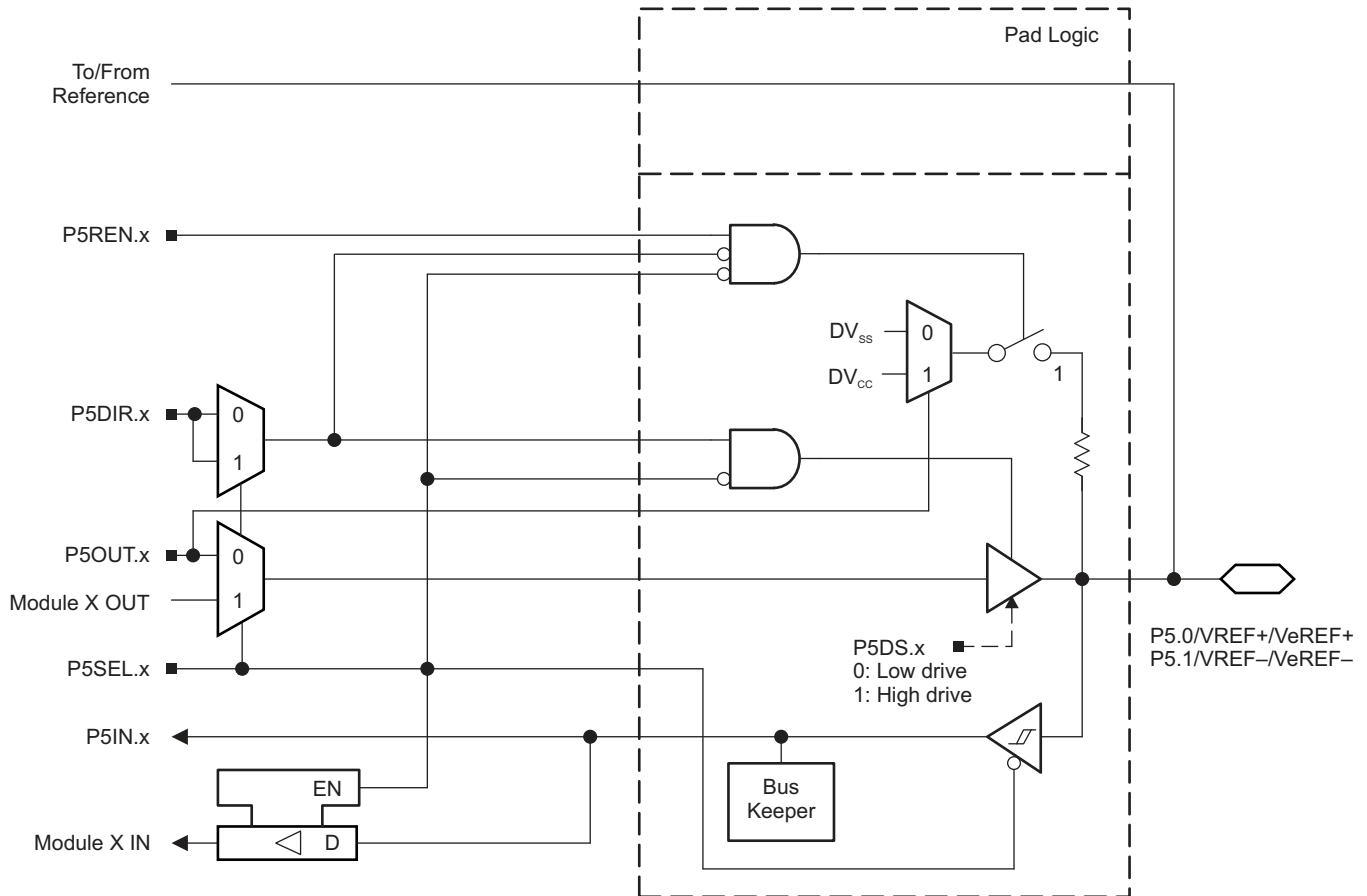 Pad Logic
To/From
Reference
P5REN.x
DVSS
0
DVCC
1
1
P5DIR.x
0
1
P5OUT.x
0
Module X OUT
1
P5SEL.x
P5DS.x
0: Low drive
1: High drive
P5.0/VREF+/VeREF+
P5.1/VREF–/VeREF–
P5IN.x
EN
Bus
Keeper
Module X IN
D